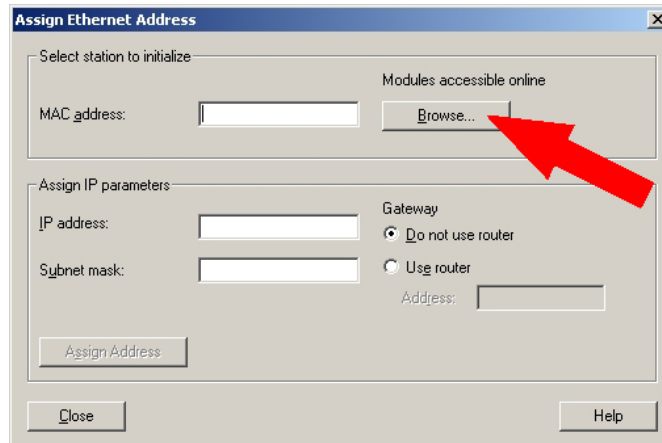 Assign Ethernet Address
Select station to initialize
Modules accessible online
MAC address:
Browse...
Assign IP parameters
IP address:
Gateway
Do not use router
Subnet mask:
Use router
Address:
Assign Address
Close
Help